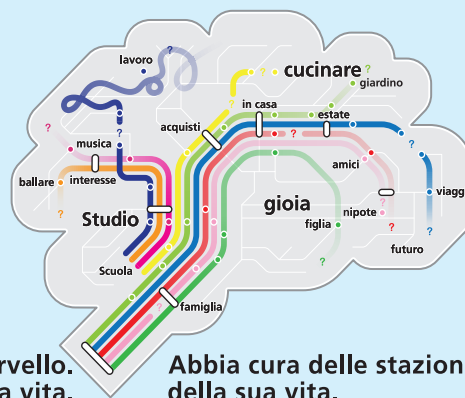 lavoro
?
? ?
cucinare
giardino
in casa
estate
acquisti
?
?
musica
?
?
amici
ballare
interesse
viagg
nipote
Studio
gioia
figlia
?
?
?
futuro
Scuola
?
famiglia
?
rvello.
Abbia cura delle stazion
a vita.
della sua vita.